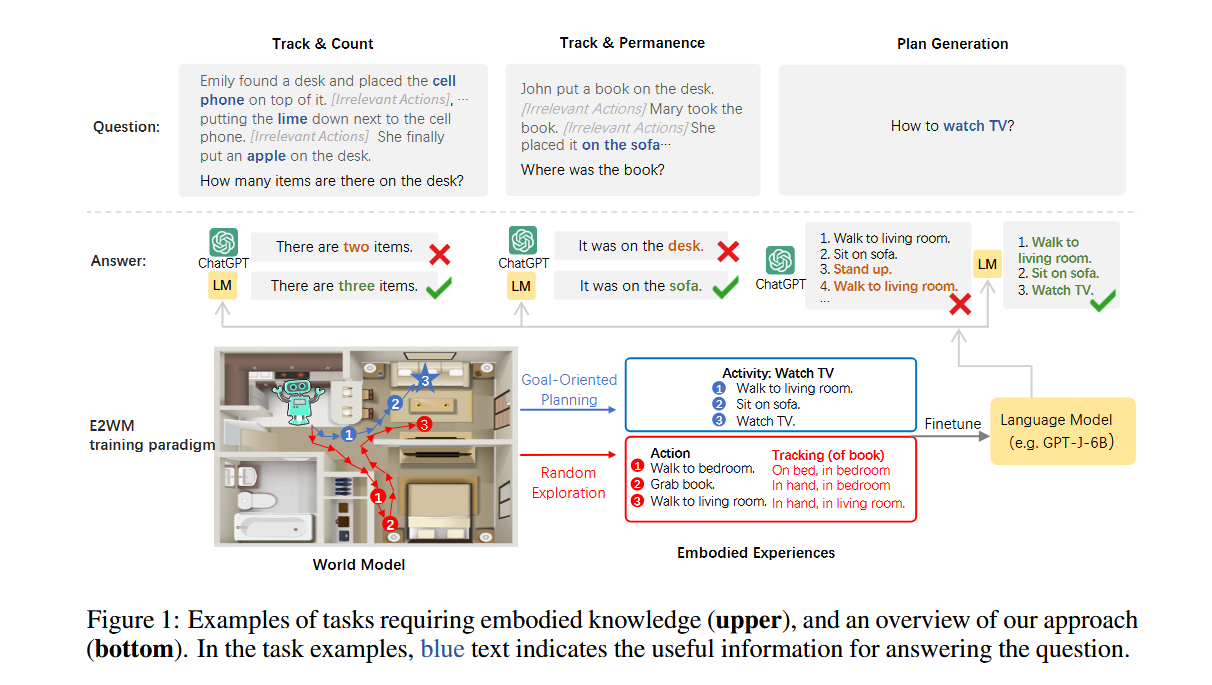 Track & Count
Track & Permanence
Plan Generation
Question:
Emily found a desk and placed the cell
phone on top of it. [Irrelevant Actions], ···
putting the lime down next to the cell
phone. [Irrelevant Actions] She finally
put an apple on the desk.
How many items are there on the desk?
John put a book on the desk.
[Irrelevant Actions] Mary took the
book. [Irrelevant Actions] She
placed it on the sofa···
Where was the book?
How to watch TV?
Answer:
ChatGPT
There are two items.
LM
There are three items.
ChatGPT
It was on the desk.
LM
It was on the sofa.
ChatGPT
1. Walk to living room.
2. Sit on sofa.
3. Stand up.
4. Walk to living room.
...
LM
1. Walk to
living room.
2. Sit on sofa.
3. Watch TV.
E2WM
training paradigm
1
2
3
1
2
3
World Model
Goal-Oriented
Planning
Random
Exploration
Activity: Watch TV
1 Walk to living room.
2 Sit on sofa.
3 Watch TV.
Action Tracking (of book)
1 Walk to bedroom. On bed, in bedroom
2 Grab book. In hand, in bedroom
3 Walk to living room. In hand, in living room.
Embodied Experiences
Finetune
Language Model
(e.g. GPT-J-6B)
Figure 1: Examples of tasks requiring embodied knowledge (upper), and an overview of our approach
(bottom). In the task examples, blue text indicates the useful information for answering the question.